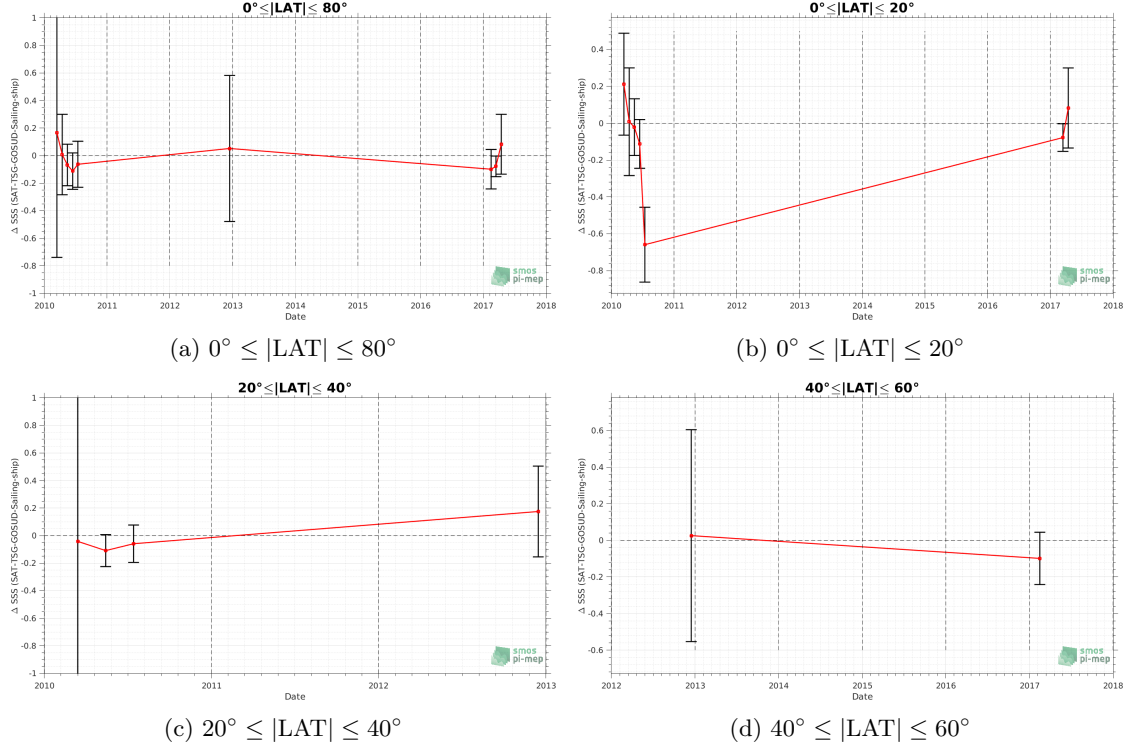 0°≤|LAT|≤ 80°
1
0.8
0.6
0.4
0.2
0
-0.2
-0.4
-0.6
-0.8
-1
Δ SSS (SAT-TSG-GOSUD-Sailing-ship)
2010 2011 2012 2013 2014 2015 2016 2017 2018
Date
smos
pi-mep
(a) 0° ≤ |LAT| ≤ 80°
0°≤|LAT|≤ 20°
0.4
0.2
0
-0.2
-0.4
-0.6
-0.8
Δ SSS (SAT-TSG-GOSUD-Sailing-ship)
2010 2011 2012 2013 2014 2015 2016 2017 2018
Date
smos
pi-mep
(b) 0° ≤ |LAT| ≤ 20°
20°≤|LAT|≤ 40°
1
0.8
0.6
0.4
0.2
0
-0.2
-0.4
-0.6
-0.8
-1
Δ SSS (SAT-TSG-GOSUD-Sailing-ship)
2010 2011 2012 2013
Date
smos
pi-mep
(c) 20° ≤ |LAT| ≤ 40°
40°≤|LAT|≤ 60°
0.6
0.4
0.2
0
-0.2
-0.4
-0.6
Δ SSS (SAT-TSG-GOSUD-Sailing-ship)
2012 2013 2014 2015 2016 2017 2018
Date
smos
pi-mep
(d) 40° ≤ |LAT| ≤ 60°